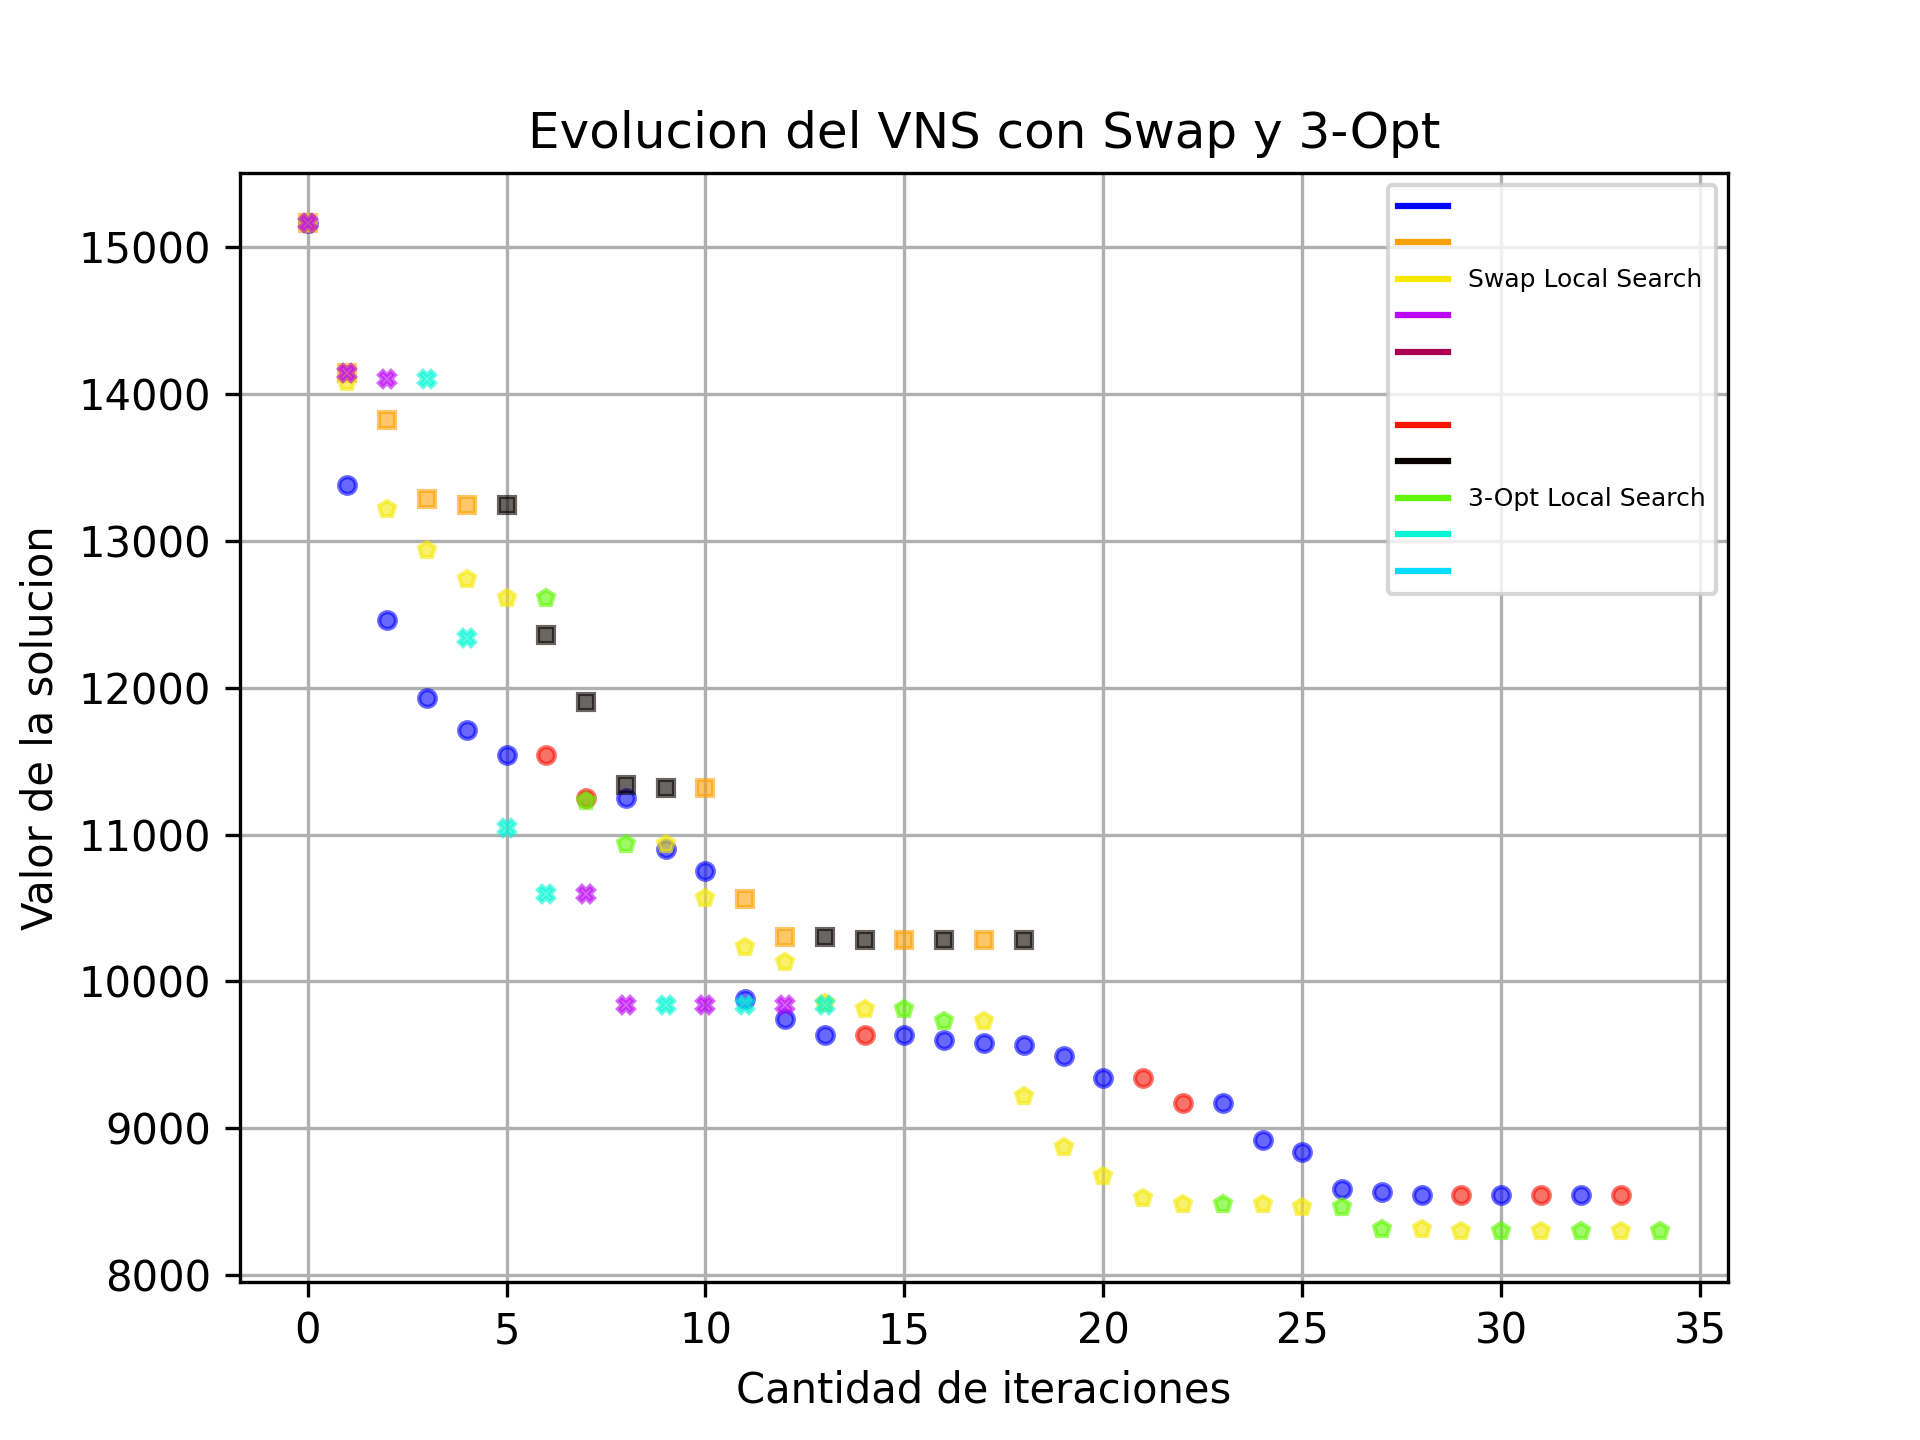 Evolucion del VNS con Swap y 3-Opt
Valor de la solucion
15000
14000
13000
12000
11000
10000
9000
8000
Swap Local Search
3-Opt Local Search
0 5 10 15 20 25 30 35
Cantidad de iteraciones